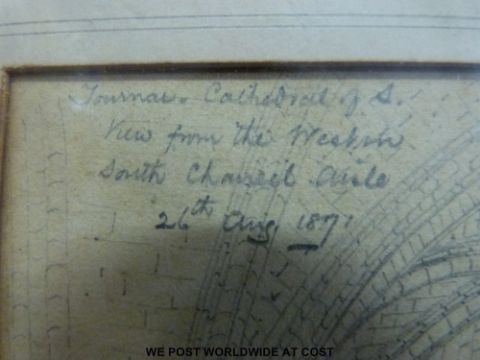 Tournai. Cathedral of S.
View from the Western
South Chancel Aisle
26th Aug 1871
WE POST WORLDWIDE AT COST